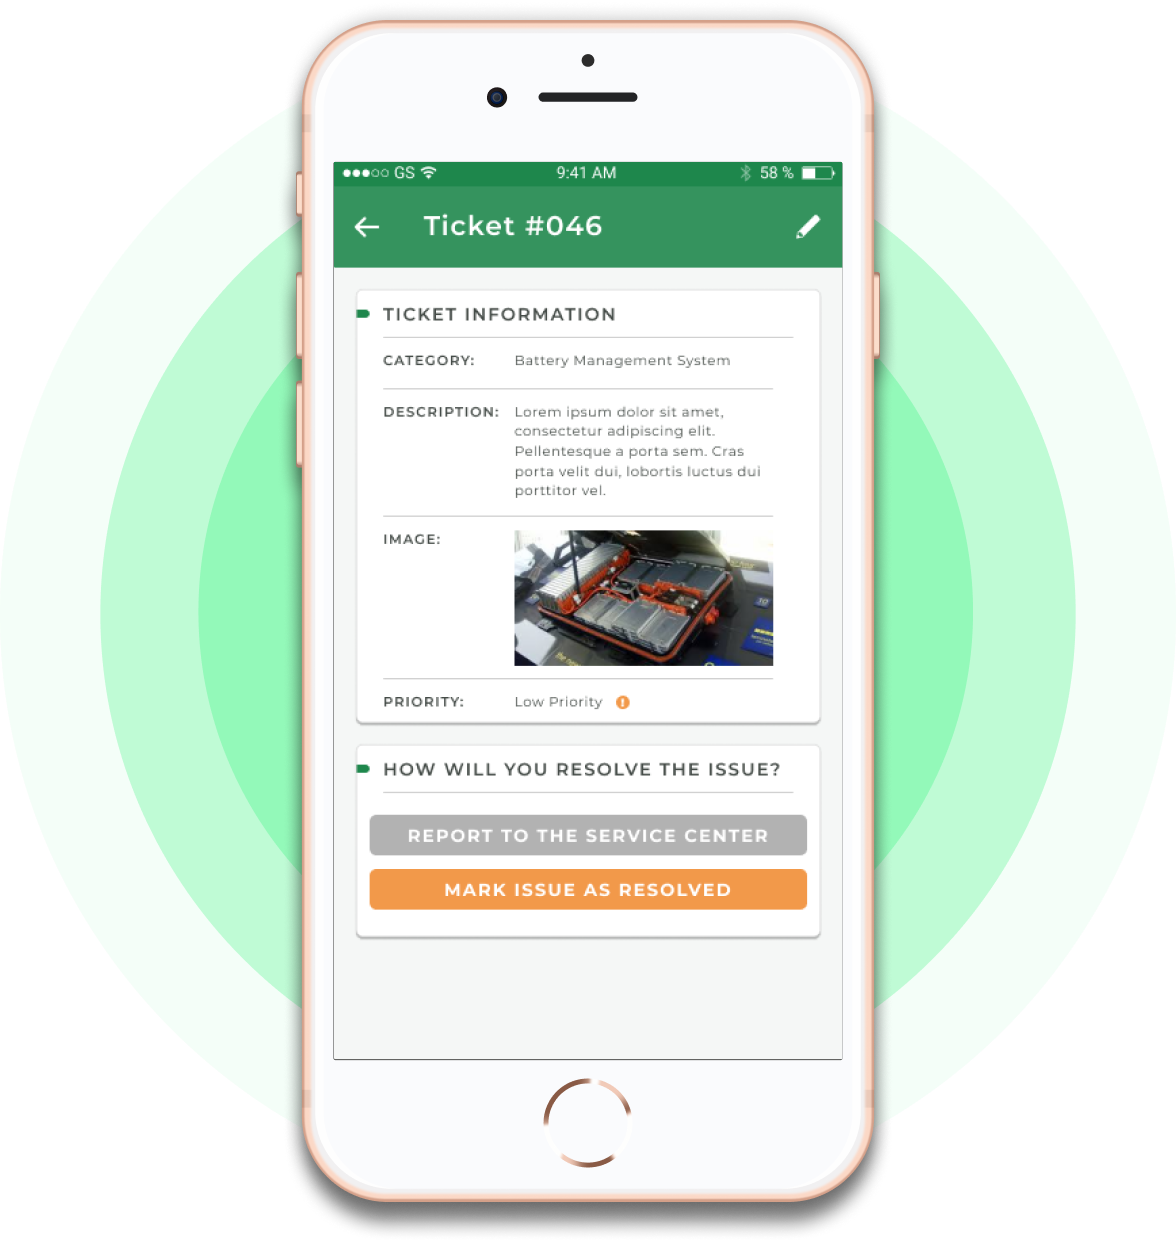 GS 9:41 AM 58 %
Ticket #046
TICKET INFORMATION
CATEGORY: Battery Management System
DESCRIPTION: Lorem ipsum dolor sit amet,
consectetur adipiscing elit.
Pellentesque a porta sem. Cras
porta velit dui, lobortis luctus dui
porttitor vel.
IMAGE:
PRIORITY: Low Priority
HOW WILL YOU RESOLVE THE ISSUE?
REPORT TO THE SERVICE CENTER
MARK ISSUE AS RESOLVED